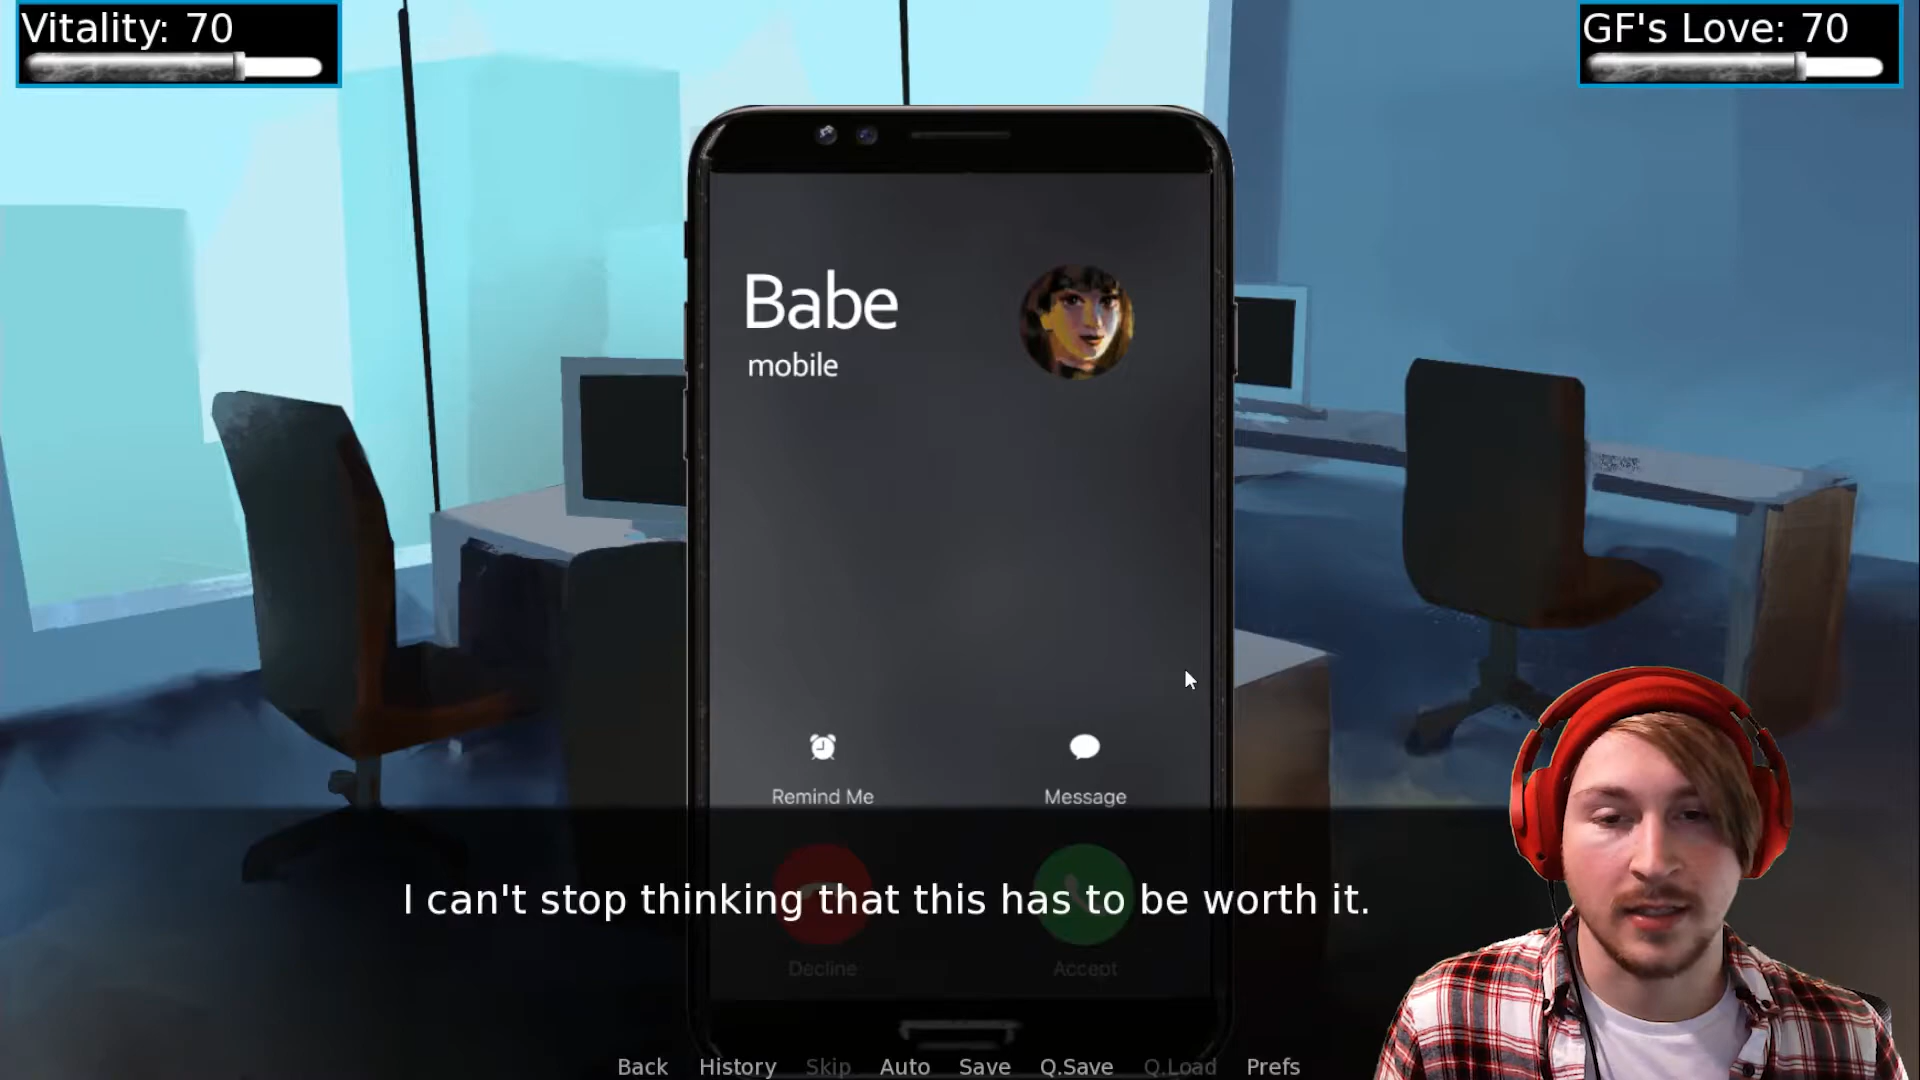 Vitality: 70
GF's Love: 70
Babe
mobile
Remind Me
Message
I can't stop thinking that this has to be worth it.
Decline
Accept
Back History Skip Auto Save Q.Save Q.Load Prefs